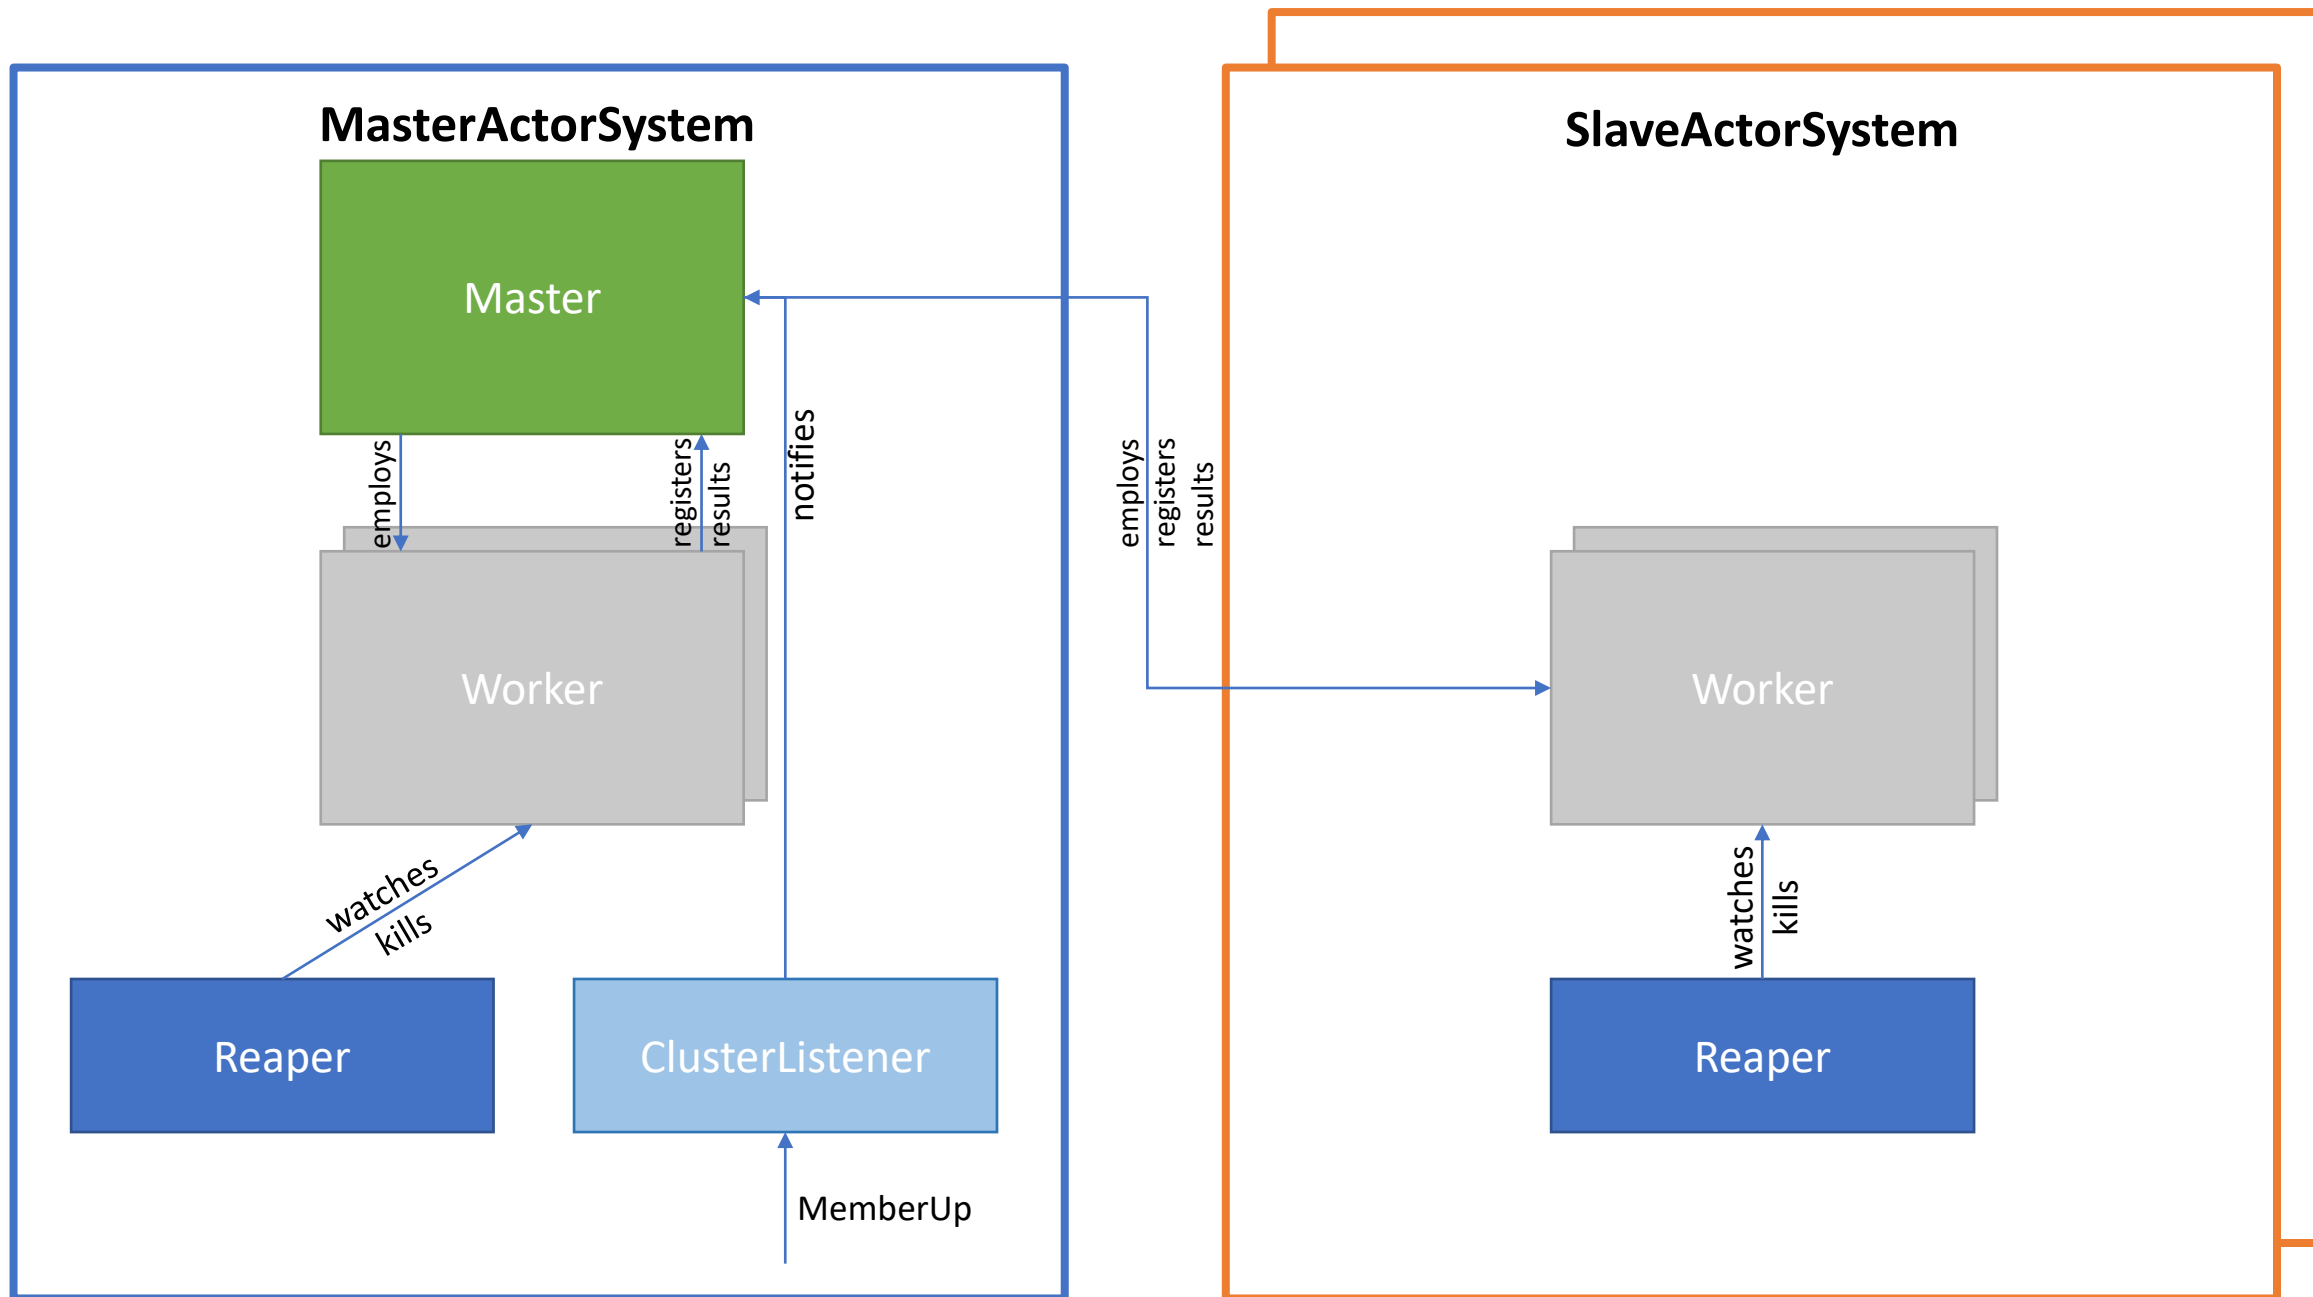 MasterActorSystem
Master
employs
registers
results
notifies
Worker
watches
kills
Reaper
ClusterListener
MemberUp
employs
registers
results
SlaveActorSystem
Worker
watches
kills
Reaper